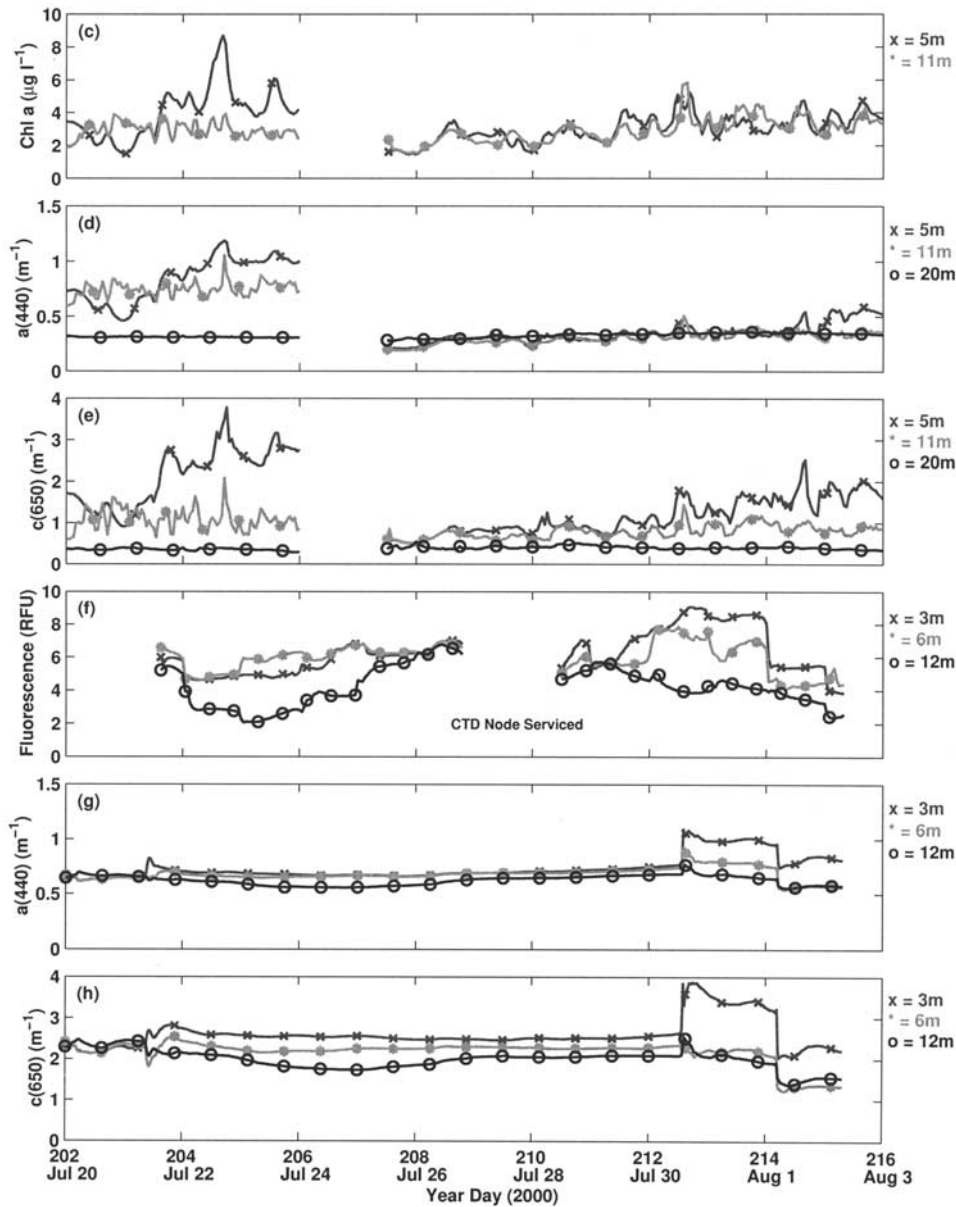 10
(c)
8
6
4
2
0
Chl a (μg l⁻¹)
x = 5m
* = 11m
1.5
(d)
1
0.5
0
a(440) (m⁻¹)
x = 5m
* = 11m
o = 20m
4
(e)
3
2
1
0
c(650) (m⁻¹)
x = 5m
* = 11m
o = 20m
10
(f)
8
6
4
2
0
Fluorescence (RFU)
CTD Node Serviced
x = 3m
* = 6m
o = 12m
1.5
(g)
1
0.5
0
a(440) (m⁻¹)
x = 3m
* = 6m
o = 12m
4
(h)
3
2
1
0
c(650) (m⁻¹)
x = 3m
* = 6m
o = 12m
202 204 206 208 210 212 214 216
Jul 20 Jul 22 Jul 24 Jul 26 Jul 28 Jul 30 Aug 1 Aug 3
Year Day (2000)